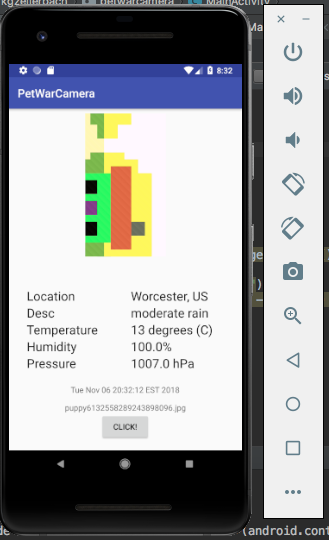 kgzellerbach petwarcamera MainActivity
8:32
PetWarCamera
Location Worcester, US
Desc moderate rain
Temperature 13 degrees (C)
Humidity 100.0%
Pressure 1007.0 hPa
Tue Nov 06 20:32:12 EST 2018
puppy6132558289243898096.jpg
CLICK!
(android.cont